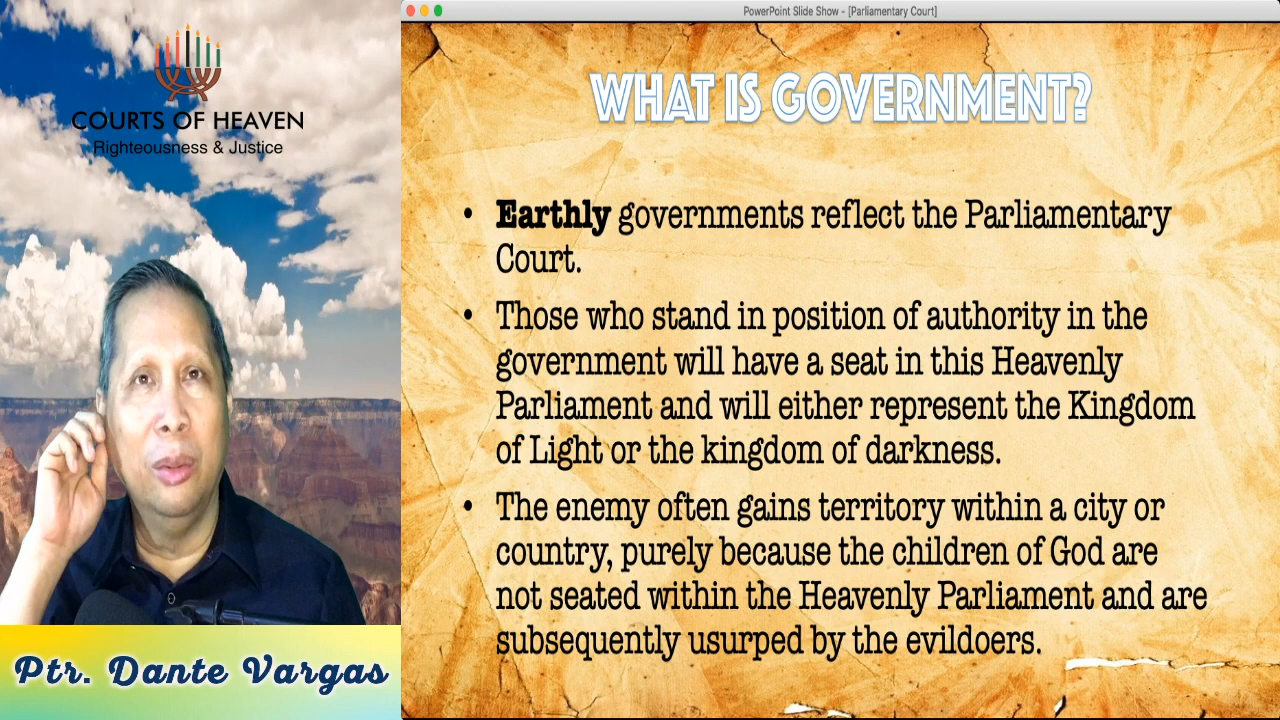 COURTS OF HEAVEN
Righteousness & Justice
Ptr. Dante Vargas
PowerPoint Slide Show - [Parliamentary Court]
WHAT IS GOVERNMENT?
• Earthly governments reflect the Parliamentary
Court.
• Those who stand in position of authority in the
government will have a seat in this Heavenly
Parliament and will either represent the Kingdom
of Light or the kingdom of darkness.
• The enemy often gains territory within a city or
country, purely because the children of God are
not seated within the Heavenly Parliament and are
subsequently usurped by the evildoers.